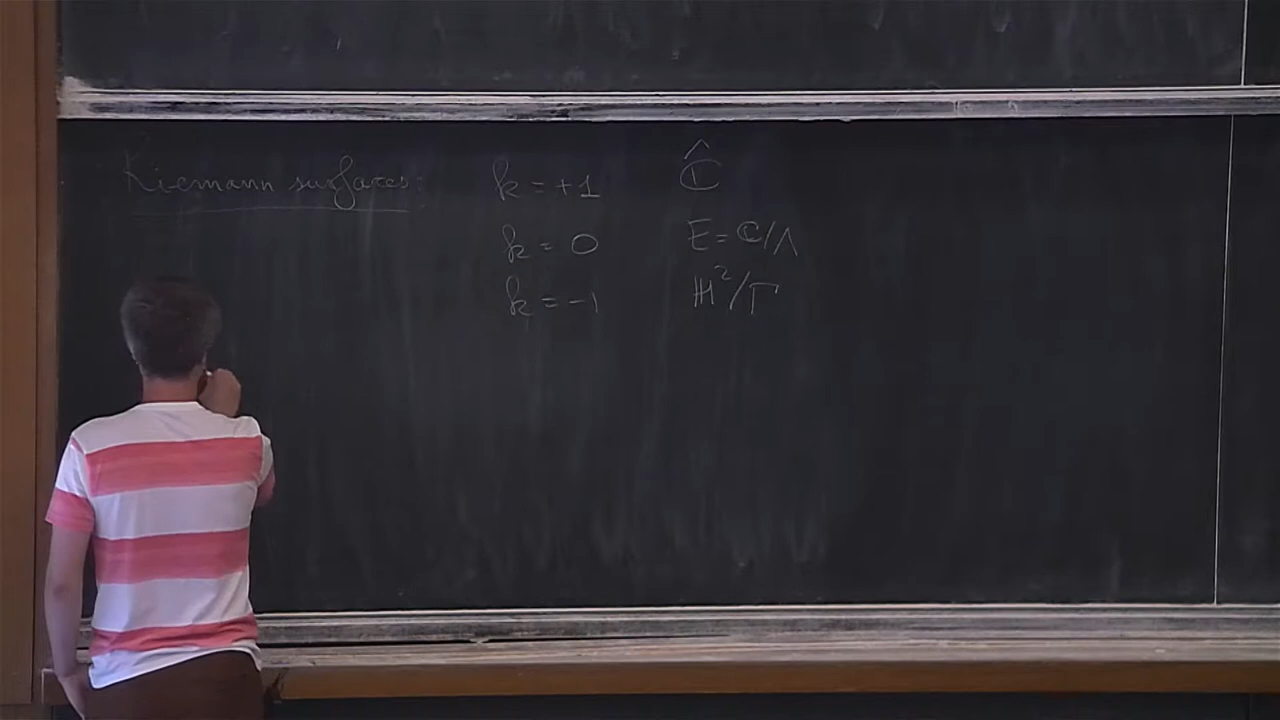 Riemann surfaces: k = +1 ℂ̂
k = 0 E = ℂ/Λ
k = -1 ℍ²/Γ